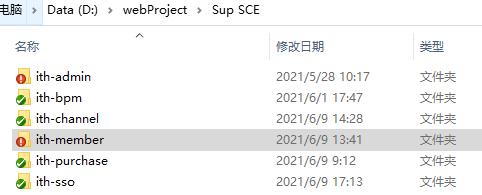 电脑 › Data (D:) › webProject › Sup SCE
名称 修改日期 类型
ith-admin 2021/5/28 10:17 文件夹
ith-bpm 2021/6/1 17:47 文件夹
ith-channel 2021/6/9 14:28 文件夹
ith-member 2021/6/9 13:41 文件夹
ith-purchase 2021/6/9 9:12 文件夹
ith-sso 2021/6/9 17:13 文件夹